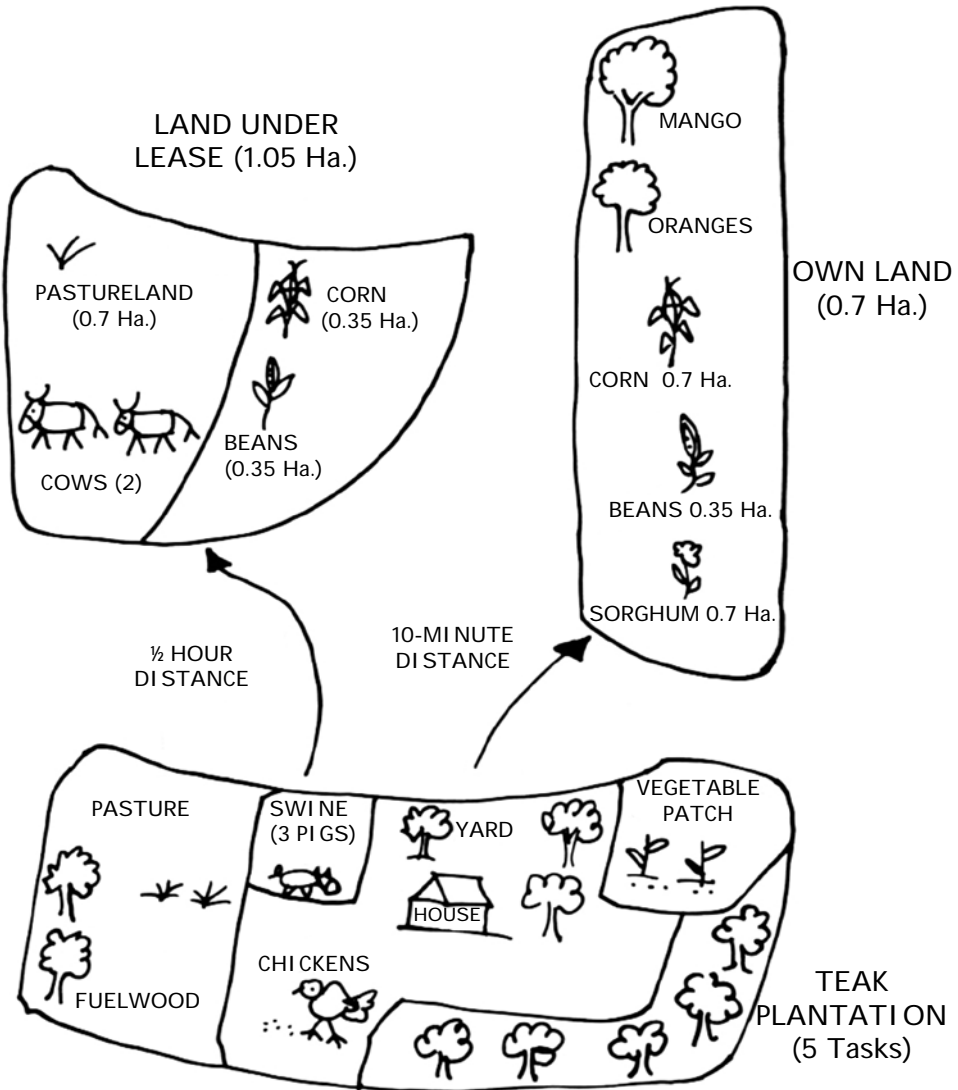 LAND UNDER
LEASE (1.05 Ha.)
PASTURELAND
(0.7 Ha.)
COWS (2)
CORN
(0.35 Ha.)
BEANS
(0.35 Ha.)
MANGO
ORANGES
CORN 0.7 Ha.
BEANS 0.35 Ha.
SORGHUM 0.7 Ha.
OWN LAND
(0.7 Ha.)
½ HOUR
DISTANCE
10-MINUTE
DISTANCE
PASTURE
FUELWOOD
SWINE
(3 PIGS)
CHICKENS
YARD
HOUSE
VEGETABLE
PATCH
TEAK
PLANTATION
(5 Tasks)